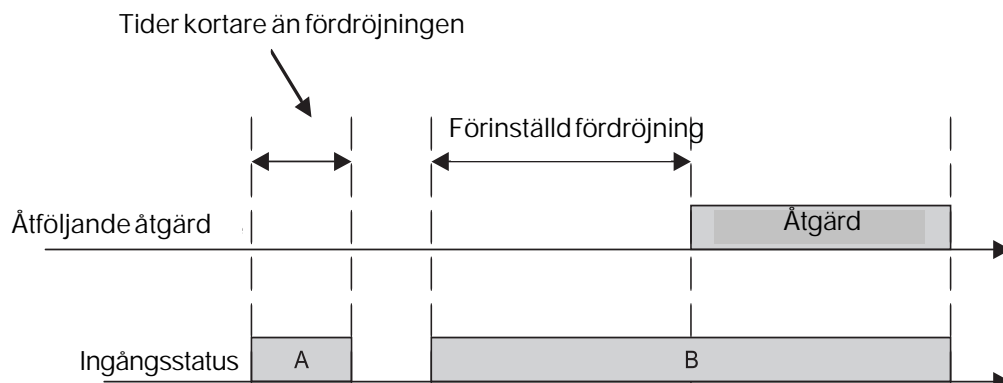 Tider kortare än fördröjningen
Förinställd fördröjning
Åtföljande åtgärd
Åtgärd
Ingångsstatus
A
B